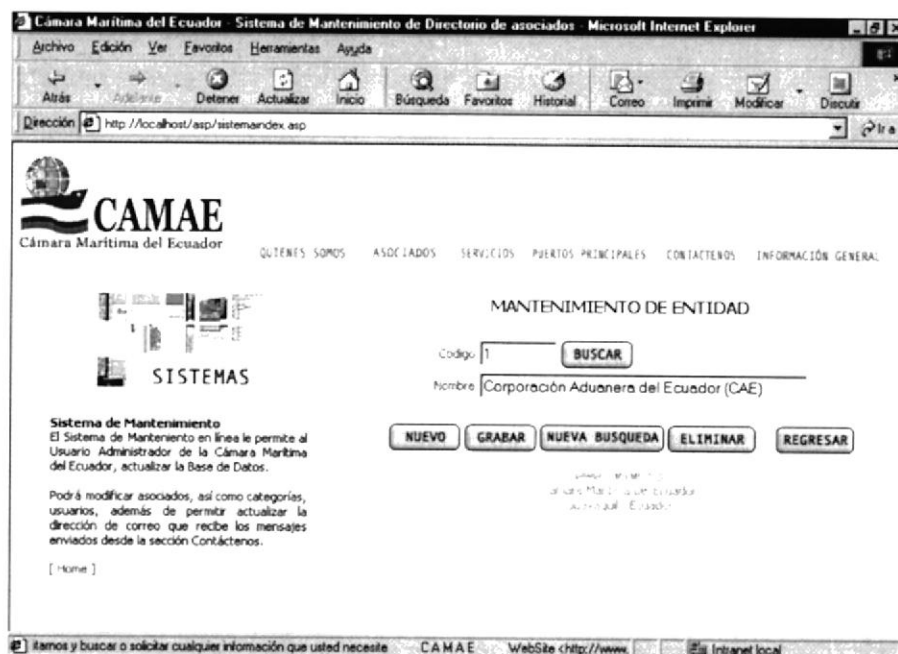 Cámara Marítima del Ecuador - Sistema de Mantenimiento de Directorio de asociados - Microsoft Internet Explorer
Archivo Edición Ver Favoritos Herramientas Ayuda
Atrás Adelante Detener Actualizar Inicio Búsqueda Favoritos Historial Correo Imprimir Modificar Discutir
Dirección http://localhost/asp/sistemaindex.asp Ir a
CAMAE
Cámara Marítima del Ecuador
QUIENES SOMOS ASOCIADOS SERVICIOS PUERTOS PRINCIPALES CONTACTENOS INFORMACIÓN GENERAL
MANTENIMIENTO DE ENTIDAD
Codigo 1 BUSCAR
SISTEMAS
Nombre Corporación Aduanera del Ecuador (CAE)
Sistema de Mantenimiento
El Sistema de Manteniento en línea le permite al
Usuario Administrador de la Cámara Marítima
del Ecuador, actualizar la Base de Datos.
NUEVO GRABAR NUEVA BUSQUEDA ELIMINAR REGRESAR
Podrá modificar asociados, así como categorías,
usuarios, además de permitir actualizar la
dirección de correo que recibe los mensajes
enviados desde la sección Contáctenos.
[ Home ]
itamos y buscar o solicitar cualquier información que usted necesite CAMAE WebSite <http://www. Intranet local